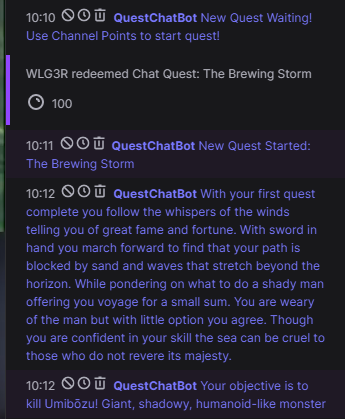 10:10 QuestChatBot New Quest Waiting!
Use Channel Points to start quest!
WLG3R redeemed Chat Quest: The Brewing Storm
100
10:11 QuestChatBot New Quest Started:
The Brewing Storm
10:12 QuestChatBot With your first quest
complete you follow the whispers of the winds
telling you of great fame and fortune. With sword in
hand you march forward to find that your path is
blocked by sand and waves that stretch beyond the
horizon. While pondering on what to do a shady man
offering you voyage for a small sum. You are weary
of the man but with little option you agree. Though
you are confident in your skill the sea can be cruel to
those who do not revere its majesty.
10:12 QuestChatBot Your objective is to
kill Umibōzu! Giant, shadowy, humanoid-like monster